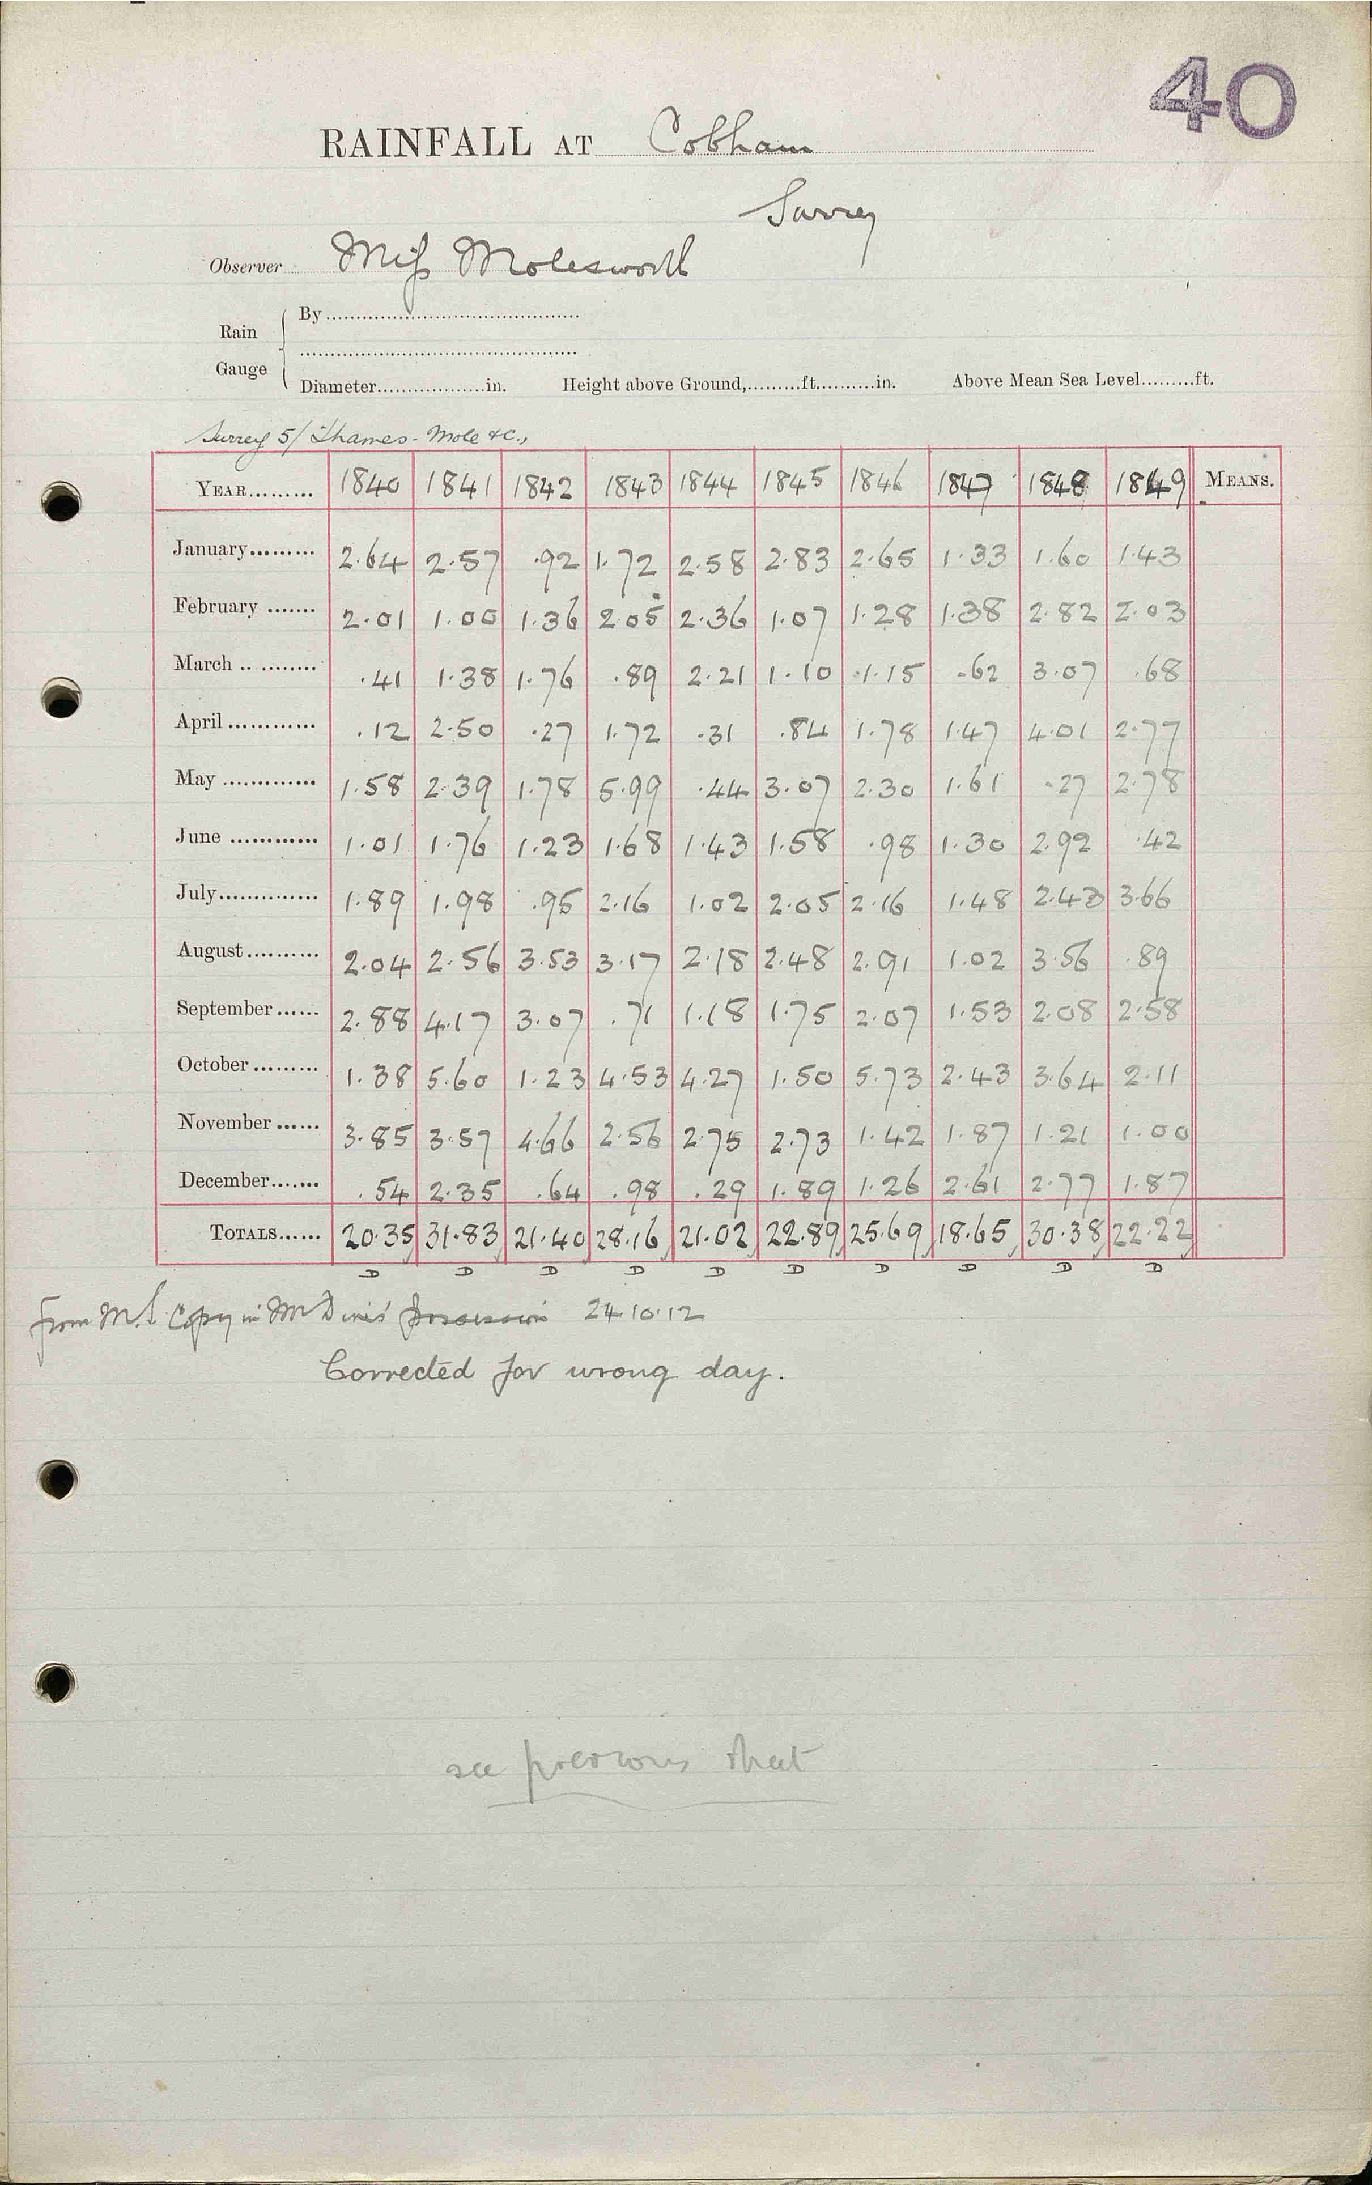 40
RAINFALL AT Cobham
Surrey
Observer Miss Molesworth
Rain Gauge
By
Diameter in. Height above Ground, ft. in. Above Mean Sea Level ft.
Surrey 5/ Thames - Mole &c.,
YEAR 1840 1841 1842 1843 1844 1845 1846 1847 1848 1849 MEANS.
January 2.64 2.57 .92 1.72 2.58 2.83 2.65 1.33 1.60 1.43
February 2.01 1.00 1.36 2.05 2.36 1.07 1.28 1.38 2.82 2.03
March .41 1.38 1.76 .89 2.21 1.10 1.15 .62 3.07 .68
April .12 2.50 .27 1.72 .31 .84 1.78 1.47 4.01 2.77
May 1.58 2.39 1.78 5.99 .44 3.07 2.30 1.61 .27 2.78
June 1.01 1.76 1.23 1.68 1.43 1.58 .98 1.30 2.92 .42
July 1.89 1.98 .95 2.16 1.02 2.05 2.16 1.48 2.43 3.66
August 2.04 2.56 3.53 3.17 2.18 2.48 2.91 1.02 3.56 .89
September 2.88 4.17 3.07 .71 1.18 1.75 2.07 1.53 2.08 2.58
October 1.38 5.60 1.23 4.53 4.27 1.50 5.73 2.43 3.64 2.11
November 3.85 3.57 4.66 2.56 2.75 2.73 1.42 1.87 1.21 1.00
December .54 2.35 .64 .98 .29 1.89 1.26 2.61 2.77 1.87
TOTALS 20.35 31.83 21.40 28.16 21.02 22.89 25.69 18.65 30.38 22.22
D D D D D D D D D D
from M.S. Copy in Mr Dines' possession 24.10.12
Corrected for wrong day.
see previous sheet